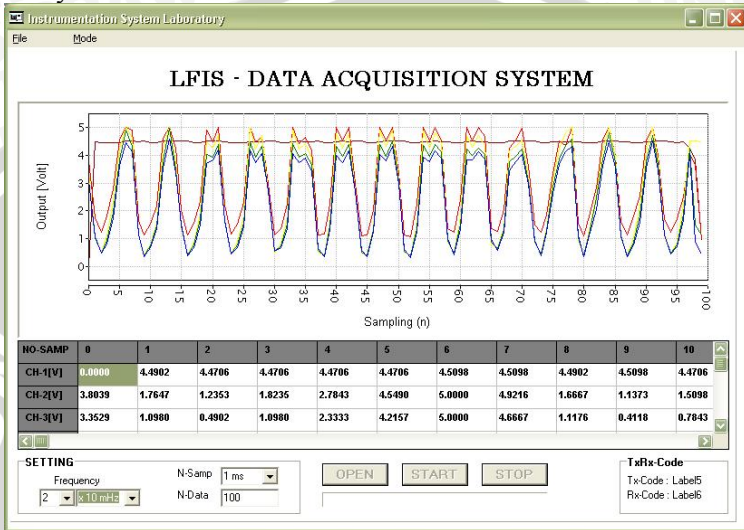 Instrumentation System Laboratory
File Mode
LFIS - DATA ACQUISITION SYSTEM
Output [Volt]
5
4
3
2
1
0
0 5 10 15 20 25 30 35 40 45 50 55 60 65 70 75 80 85 90 95 100
Sampling (n)
NO-SAMP 0 1 2 3 4 5 6 7 8 9 10
CH-1[V] 0.0000 4.4902 4.4706 4.4706 4.4706 4.4706 4.5098 4.5098 4.4902 4.5098 4.4706
CH-2[V] 3.8039 1.7647 1.2353 1.8235 2.7843 4.5490 5.0000 4.9216 1.6667 1.1373 1.5098
CH-3[V] 3.3529 1.0980 0.4902 1.0980 2.3333 4.2157 5.0000 4.6667 1.1176 0.4118 0.7843
SETTING
Frequency
2 x 10 mHz
N-Samp 1 ms
N-Data 100
OPEN START STOP
TxRx-Code
Tx-Code : Label5
Rx-Code : Label6